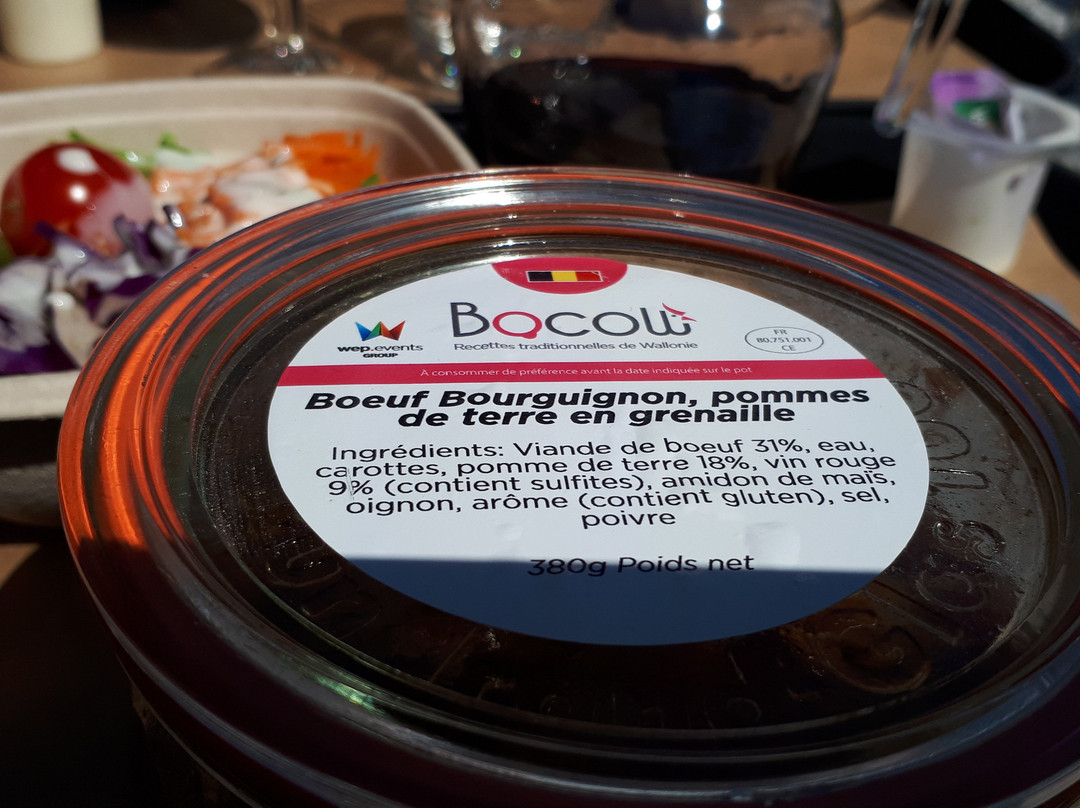 Bocoli
wep.events
GROUP
Recettes traditionnelles de Wallonie
FR
80.751.001
CE
À consommer de préférence avant la date indiquée sur le pot
Boeuf Bourguignon, pommes
de terre en grenaille
Ingrédients: Viande de boeuf 31%, eau,
carottes, pomme de terre 18%, vin rouge
9% (contient sulfites), amidon de maïs,
oignon, arôme (contient gluten), sel,
poivre
380g Poids net